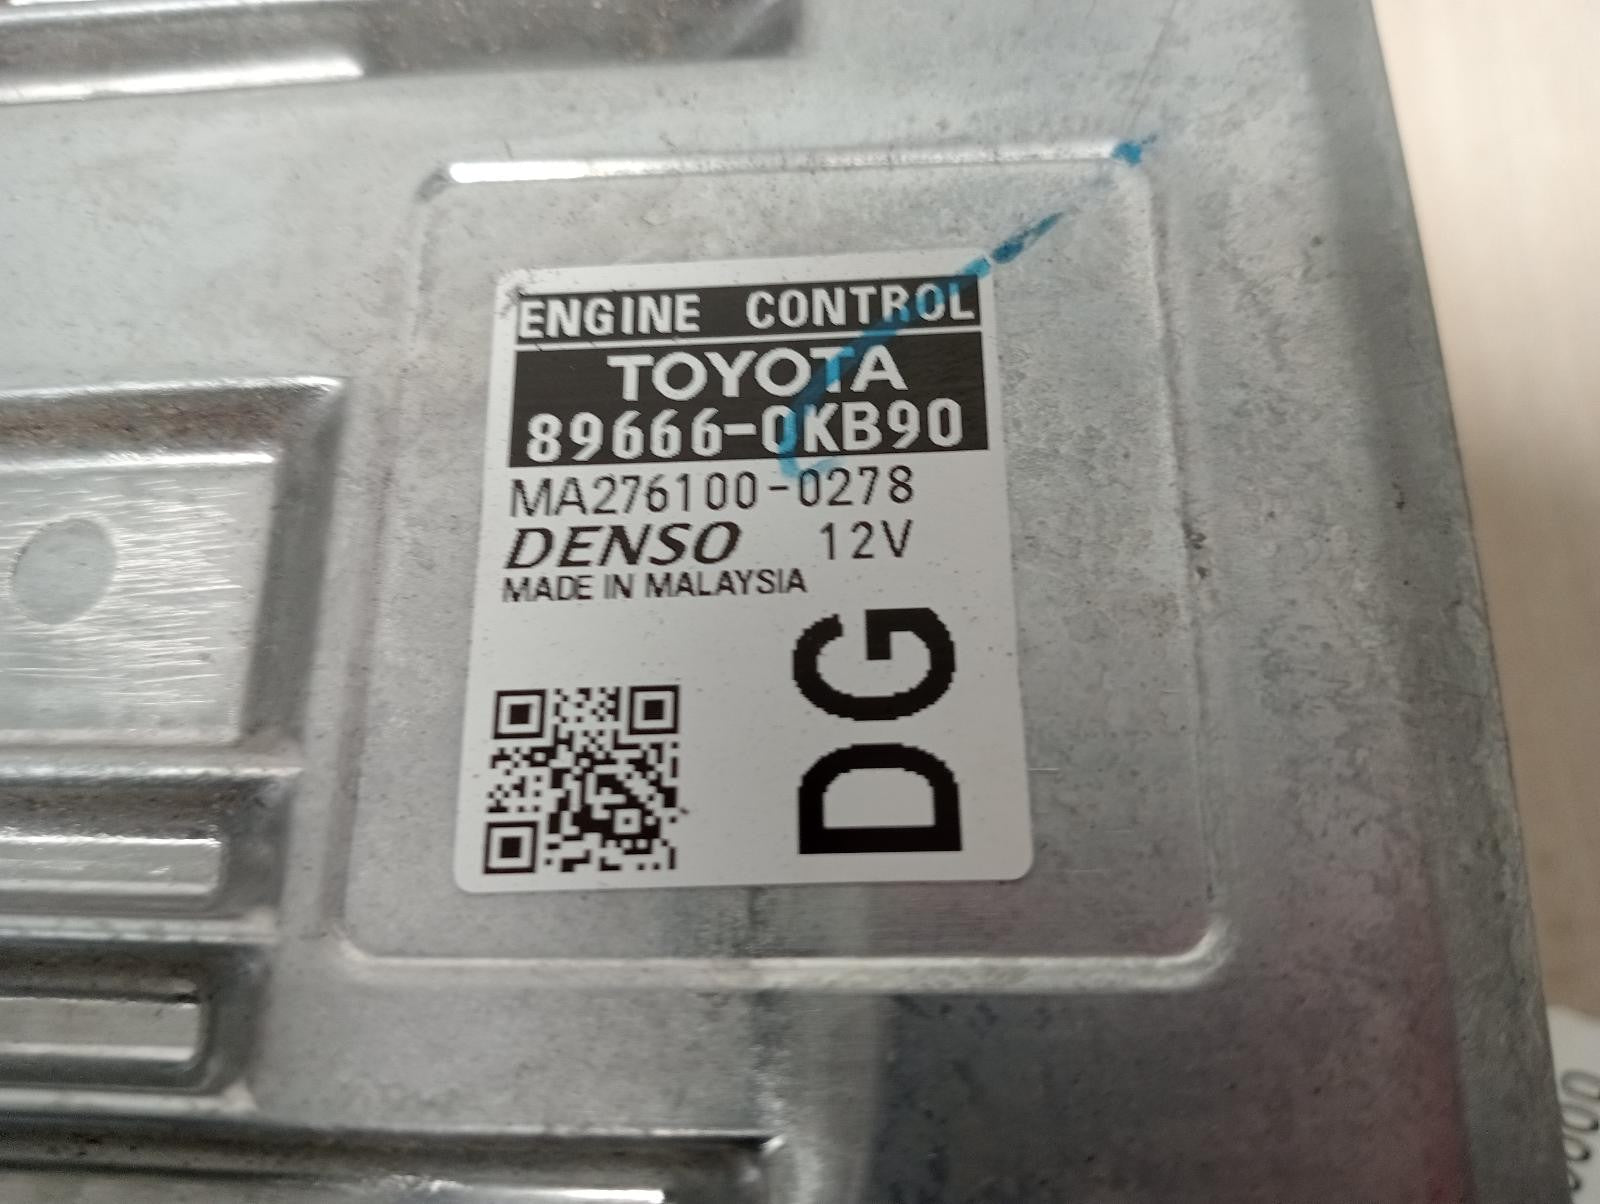 ENGINE CONTROL
TOYOTA
89666-0KB90
MA276100-0278
DENSO 12V
MADE IN MALAYSIA
DG